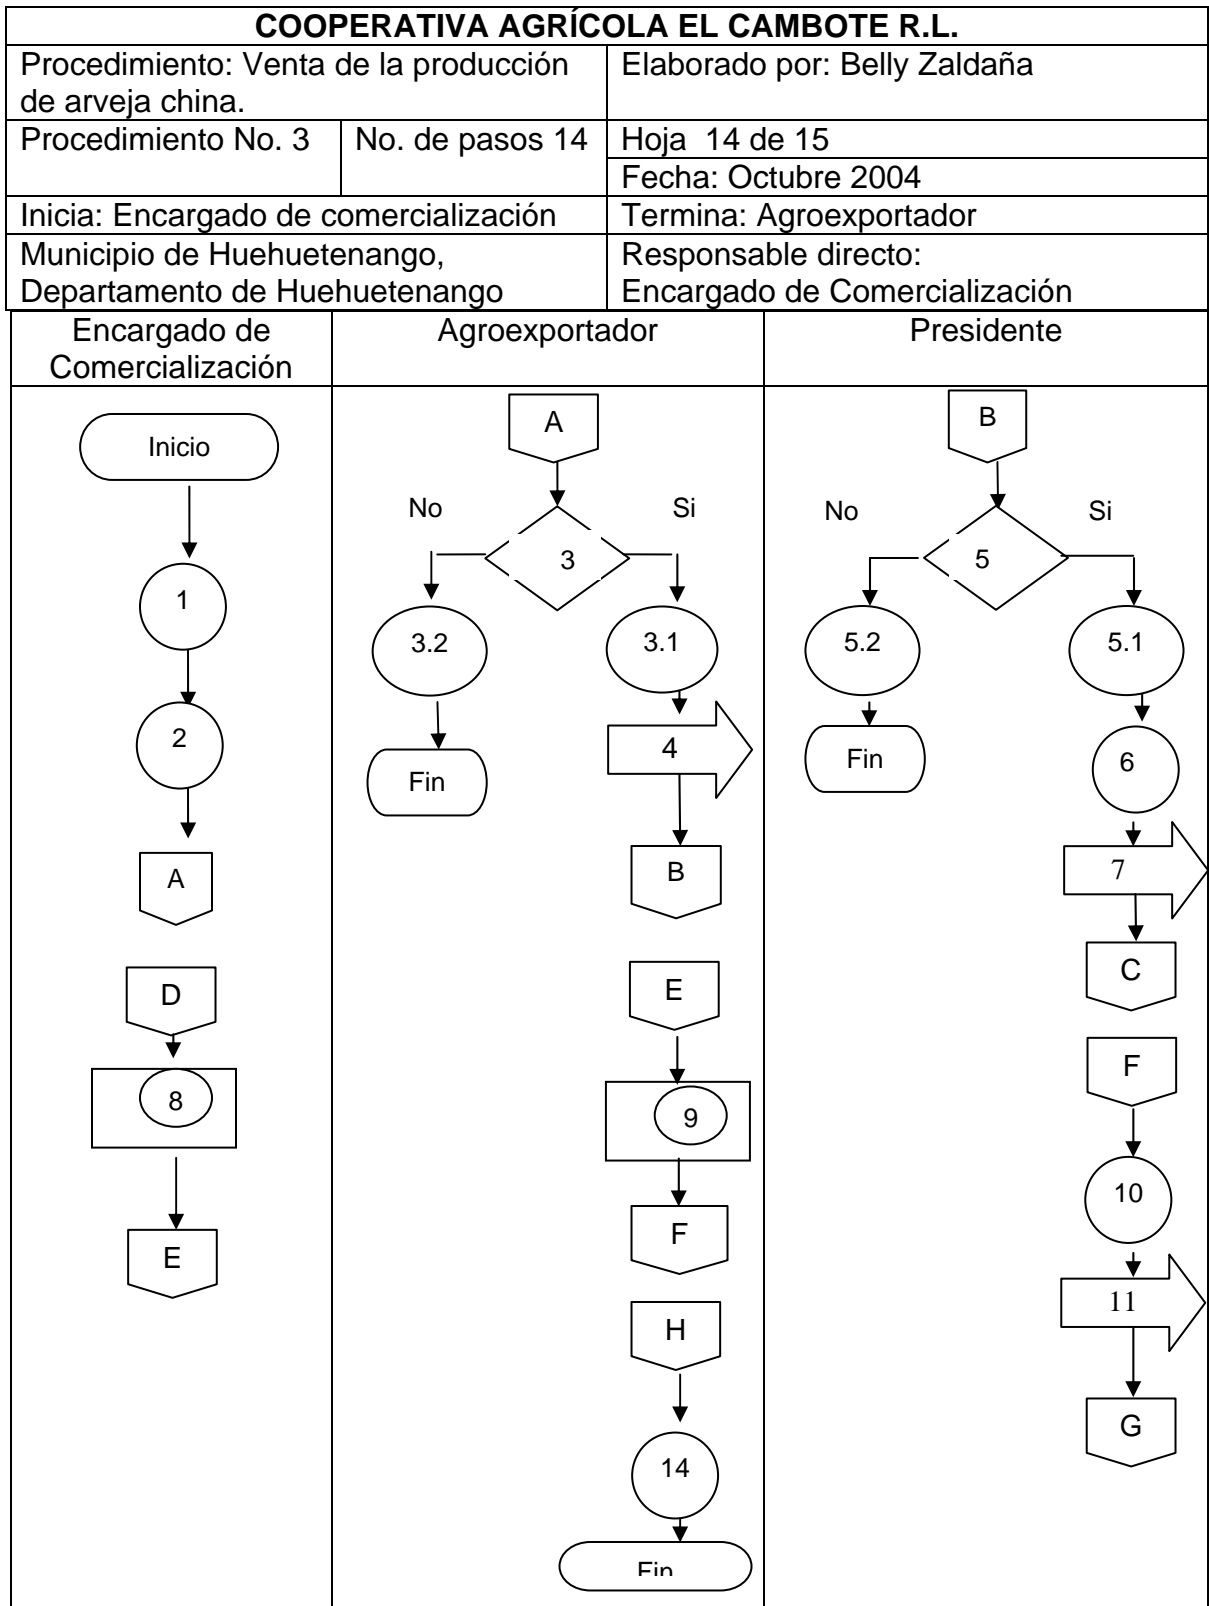 COOPERATIVA AGRÍCOLA EL CAMBOTE R.L.
Procedimiento: Venta de la producción
de arveja china.
Elaborado por: Belly Zaldaña
Procedimiento No. 3
No. de pasos 14
Hoja 14 de 15
Fecha: Octubre 2004
Inicia: Encargado de comercialización
Termina: Agroexportador
Municipio de Huehuetenango,
Departamento de Huehuetenango
Responsable directo:
Encargado de Comercialización
Encargado de
Comercialización
Agroexportador
Presidente
Inicio
1
2
A
D
8
E
A
No
Si
3
3.2
3.1
Fin
4
B
E
9
F
H
14
Fin
B
No
Si
5
5.2
5.1
Fin
6
7
C
F
10
11
G